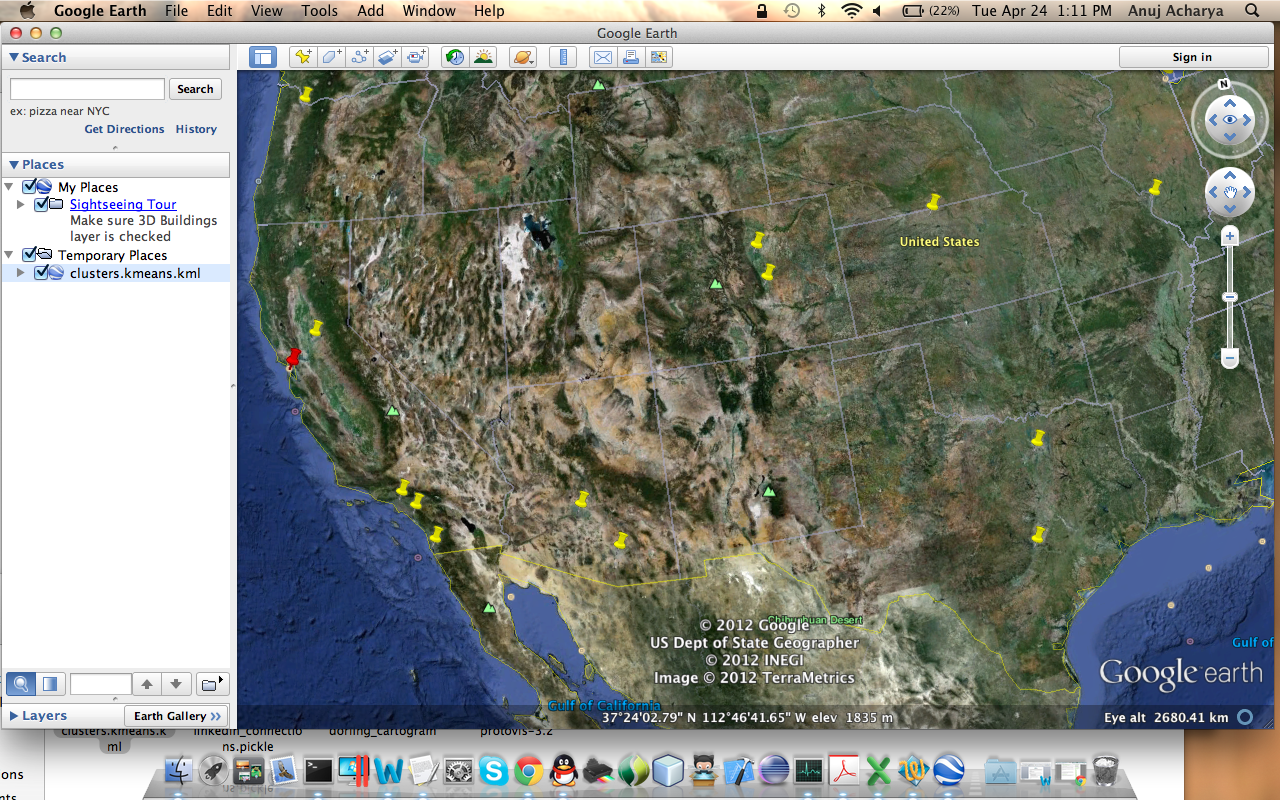 Google Earth File Edit View Tools Add Window Help (22%) Tue Apr 24 1:11 PM Anuj Acharya
Google Earth
Search
Sign in
Search
ex: pizza near NYC
Get Directions History
Places
My Places
Sightseeing Tour
Make sure 3D Buildings
layer is checked
Temporary Places
clusters.kmeans.kml
N
United States
Chihuahuan Desert
© 2012 Google
US Dept of State Geographer
© 2012 INEGI
Image © 2012 TerraMetrics
Gulf of
Google earth
Gulf of California
37°24'02.79" N 112°46'41.65" W elev 1835 m
Eye alt 2680.41 km
Layers
Earth Gallery >>
clusters.kmeans.k
ml
linkedin_connectio
ns.pickle
dorling_cartogram
protovis-3.2
ons
nts